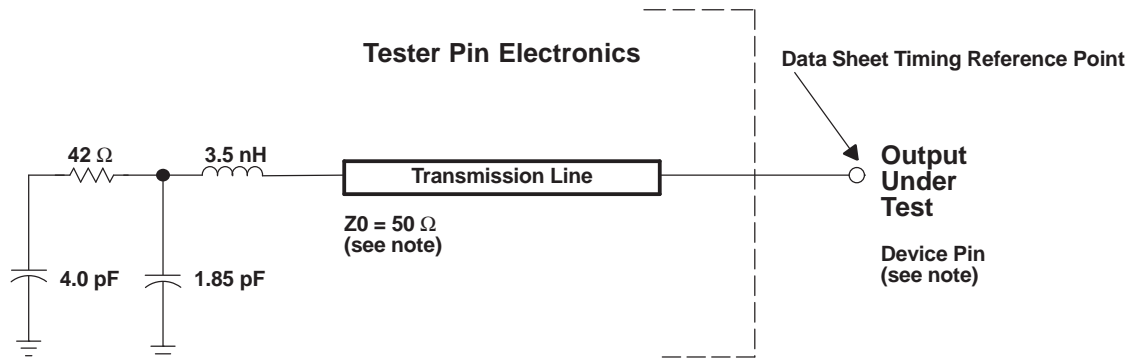 Tester Pin Electronics
Data Sheet Timing Reference Point
42 Ω
3.5 nH
Transmission Line
Output
Under
Test
Z0 = 50 Ω
(see note)
Device Pin
(see note)
4.0 pF
1.85 pF